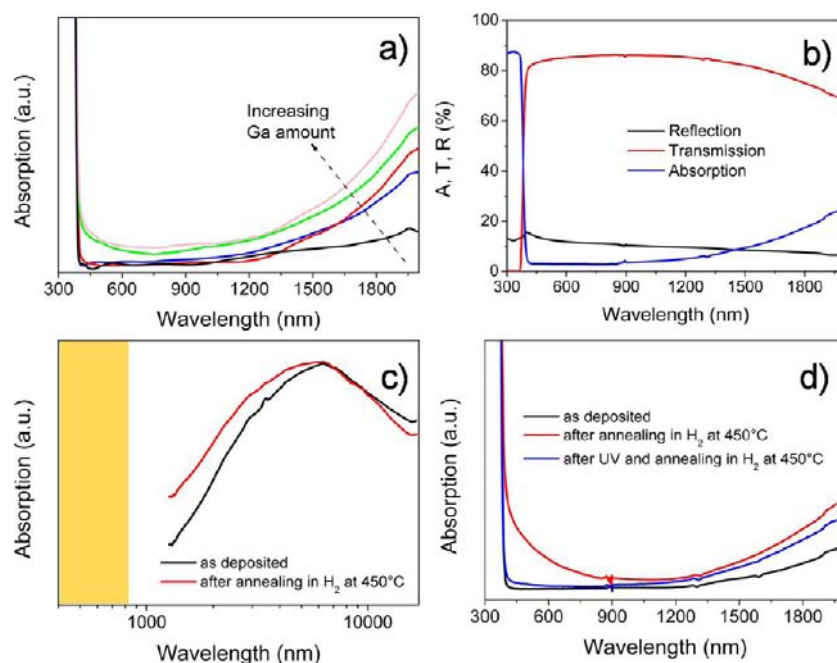 a)
Increasing
Ga amount
Absorption (a.u.)
300 600 900 1200 1500 1800
Wavelength (nm)
b)
100
80
60
40
20
0
A, T, R (%)
Reflection
Transmission
Absorption
300 600 900 1200 1500 1800
Wavelength (nm)
c)
Absorption (a.u.)
as deposited
after annealing in H₂ at 450°C
1000 10000
Wavelength (nm)
d)
Absorption (a.u.)
as deposited
after annealing in H₂ at 450°C
after UV and annealing in H₂ at 450°C
300 600 900 1200 1500 1800
Wavelength (nm)